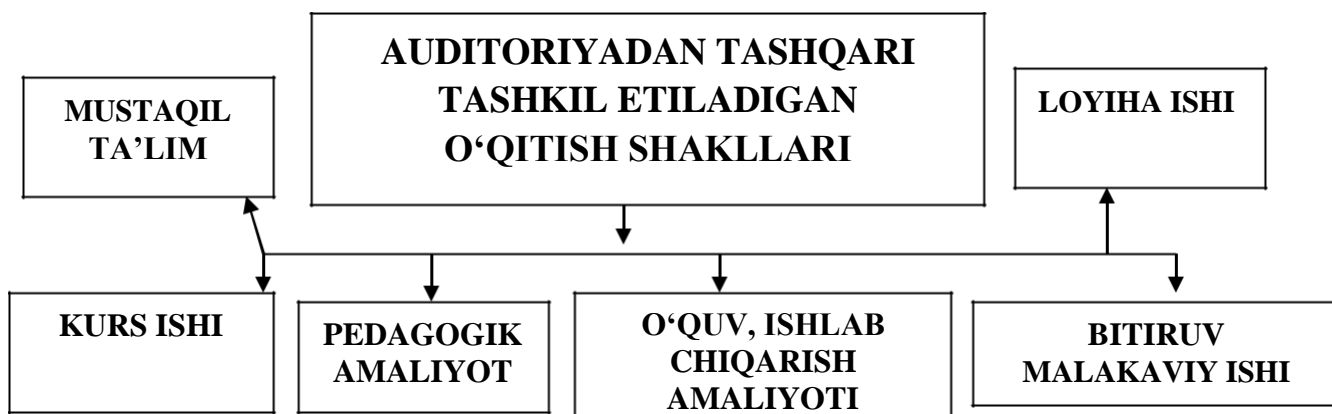 AUDITORIYADAN TASHQARI
TASHKIL ETILADIGAN
O‘QITISH SHAKLLARI
MUSTAQIL
TA’LIM
LOYIHA ISHI
KURS ISHI
PEDAGOGIK
AMALIYOT
O‘QUV, ISHLAB
CHIQARISH
AMALIYOTI
BITIRUV
MALAKAVIY ISHI